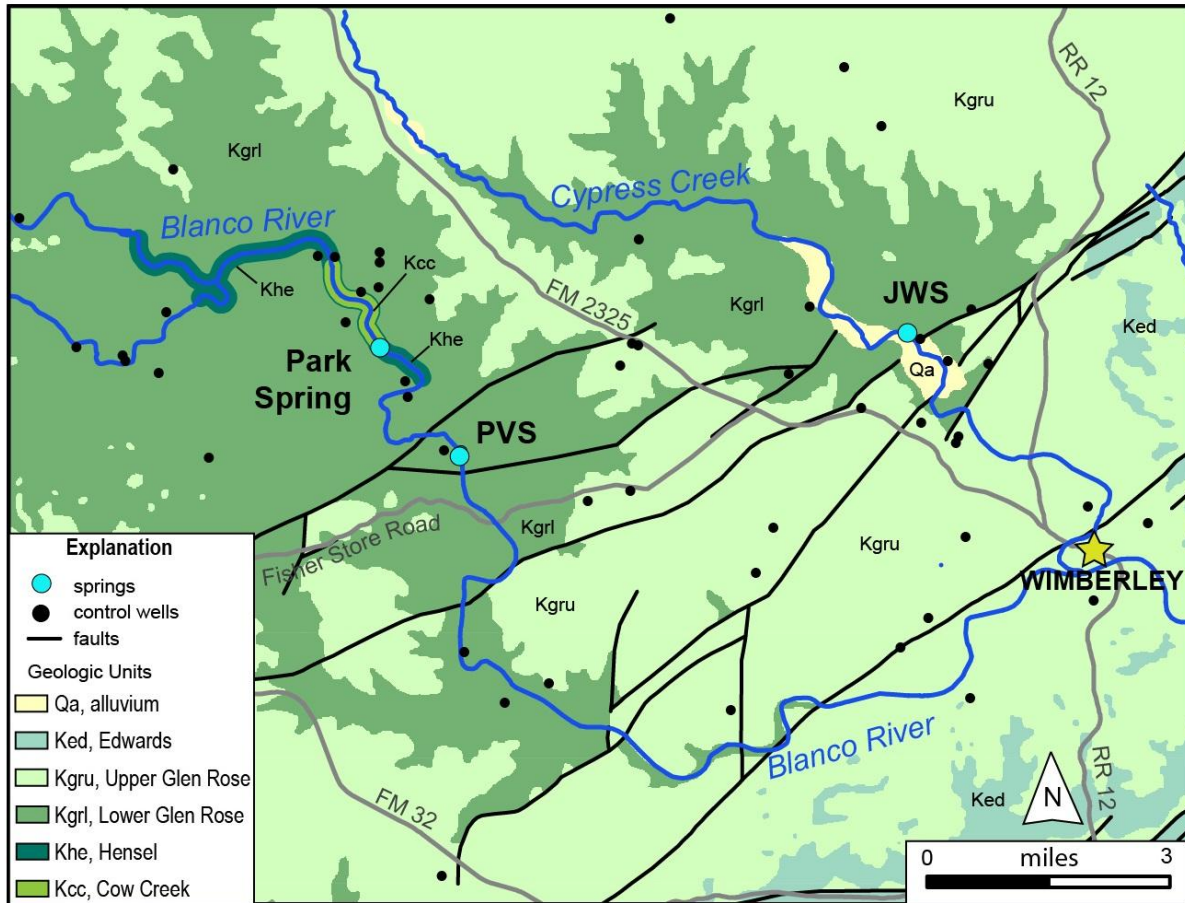 RR 12
Kgru
Kgrl
Cypress Creek
Blanco River
Kcc
FM 2325
Khe
JWS
Kgrl
Ked
Khe
Park
Spring
Qa
PVS
Kgrl
Fisher Store Road
Kgru
WIMBERLEY
Kgru
Blanco River
RR 12
FM 32
Ked
N
0 miles 3
Explanation
springs
control wells
faults
Geologic Units
Qa, alluvium
Ked, Edwards
Kgru, Upper Glen Rose
Kgrl, Lower Glen Rose
Khe, Hensel
Kcc, Cow Creek